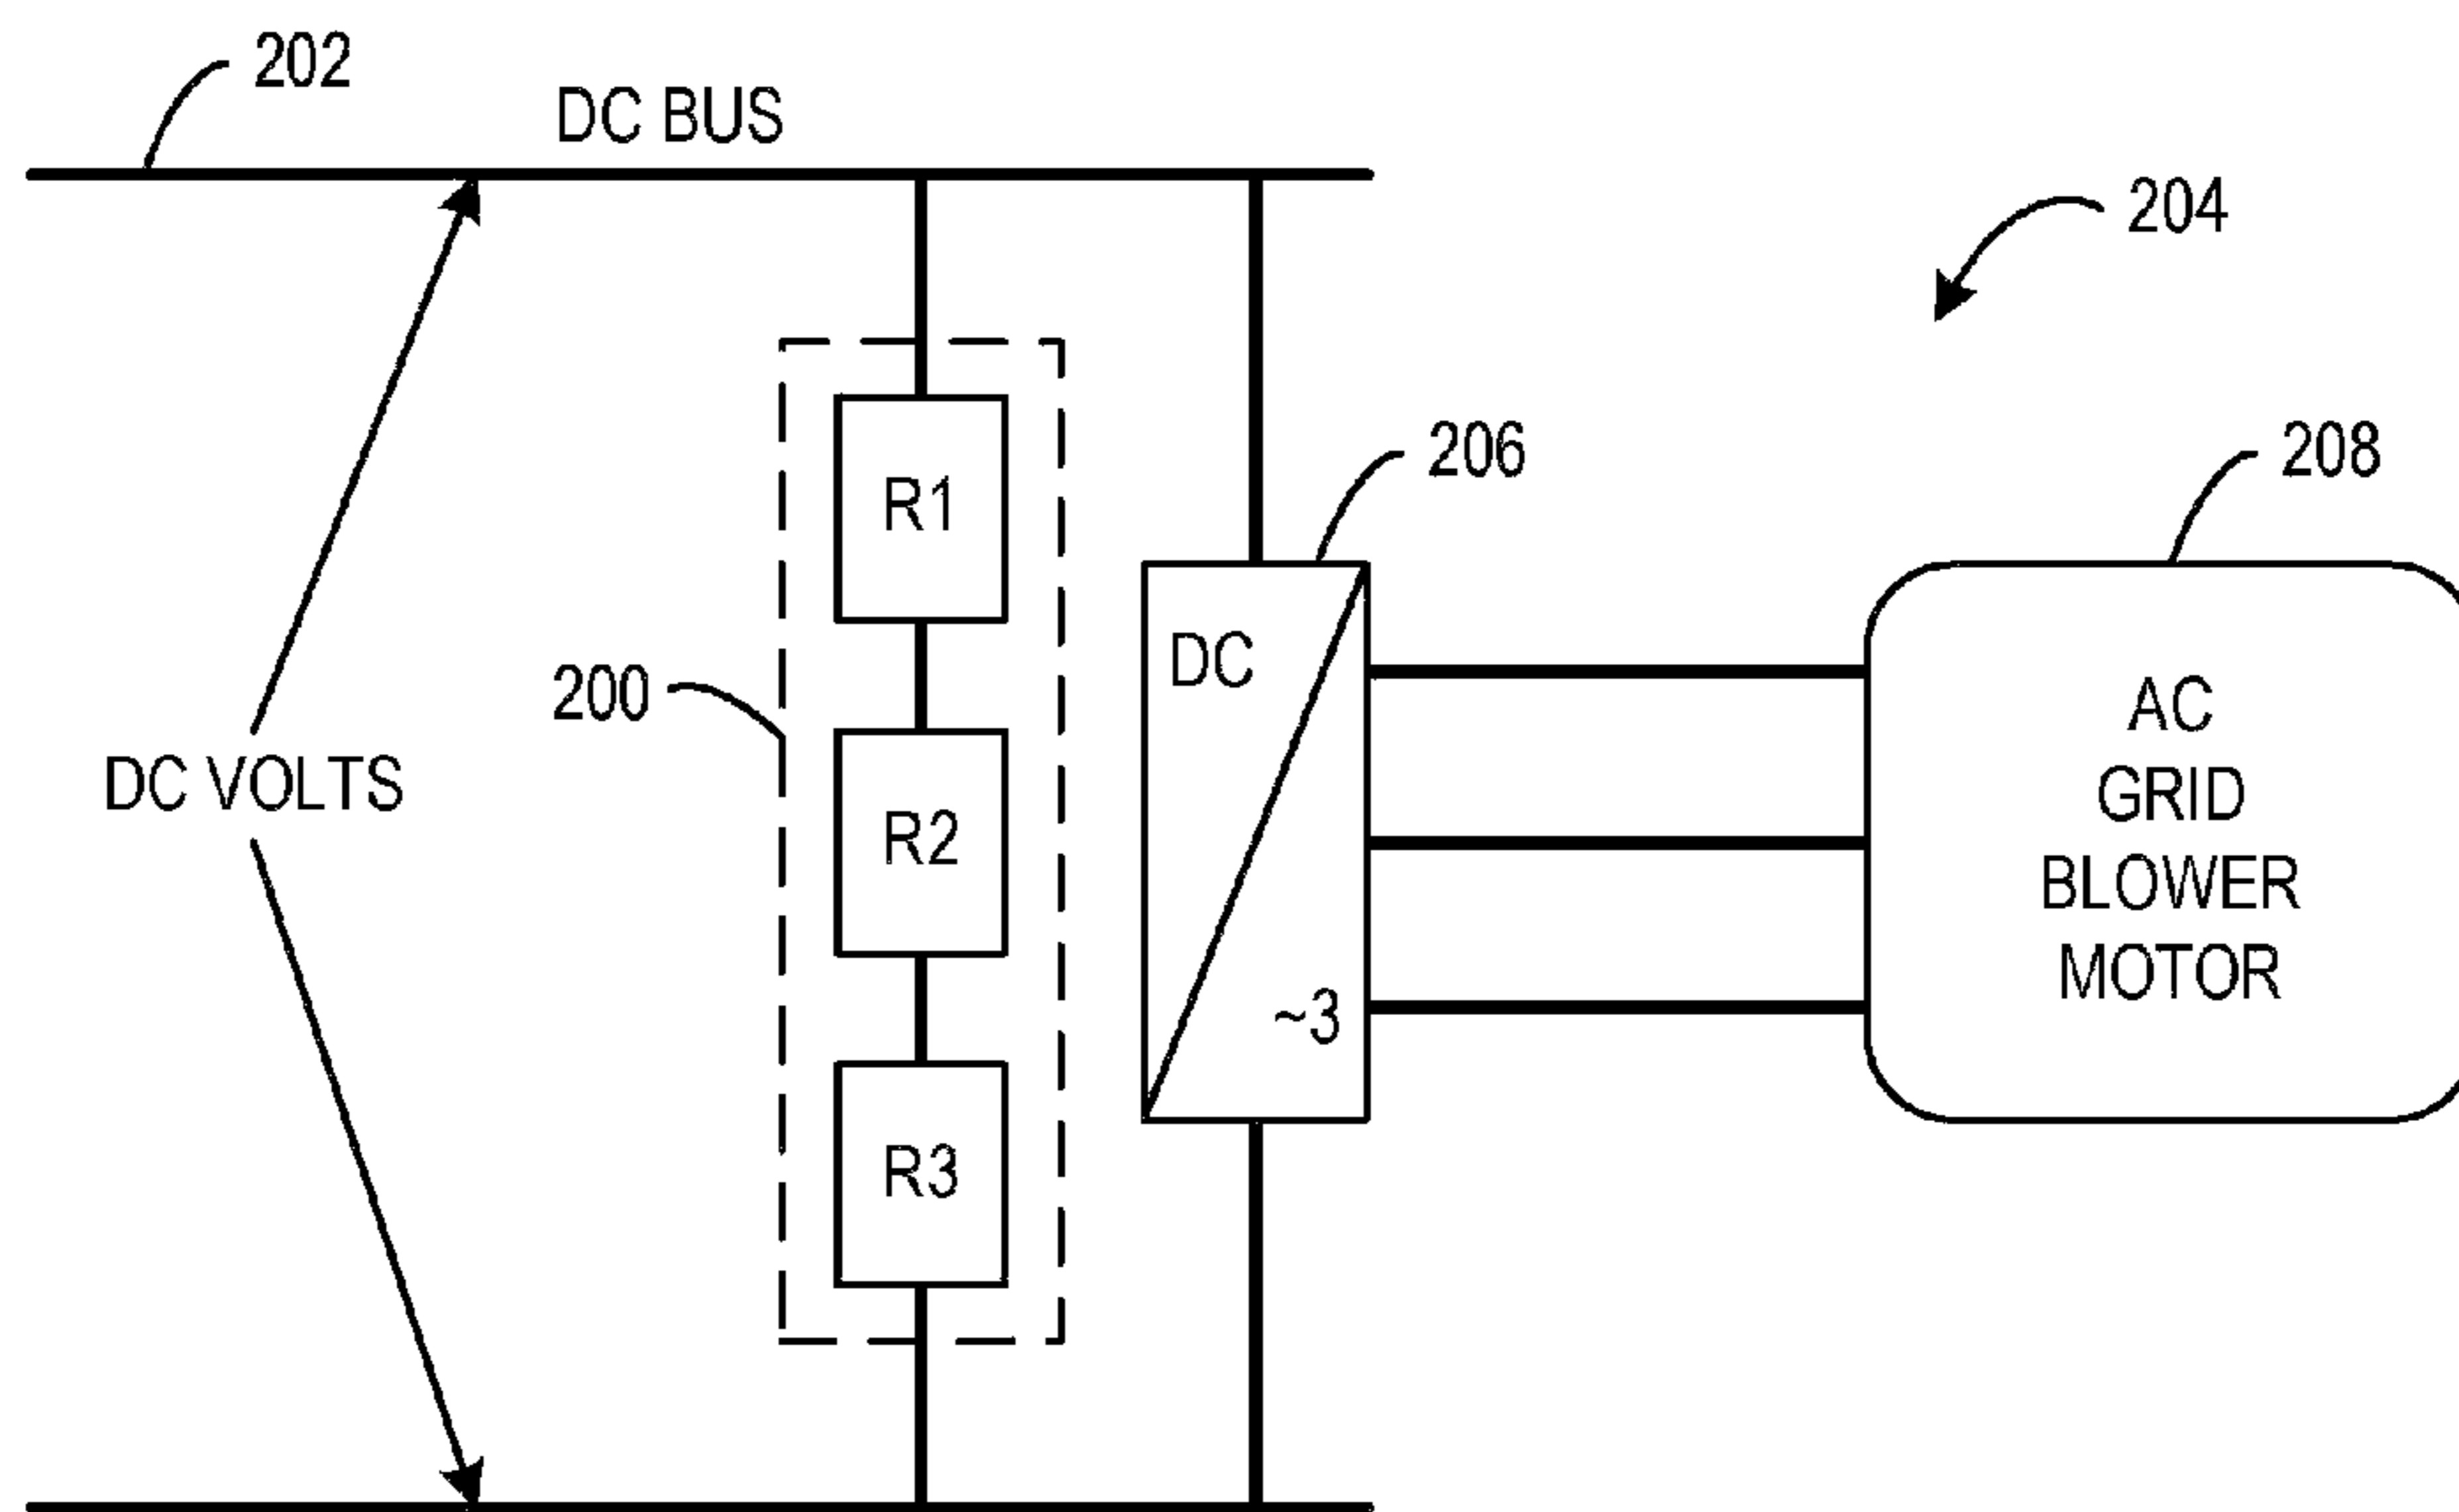 202
DC BUS
204
206
208
R1
DC
200
AC
GRID
BLOWER
MOTOR
DC VOLTS
R2
~3
R3